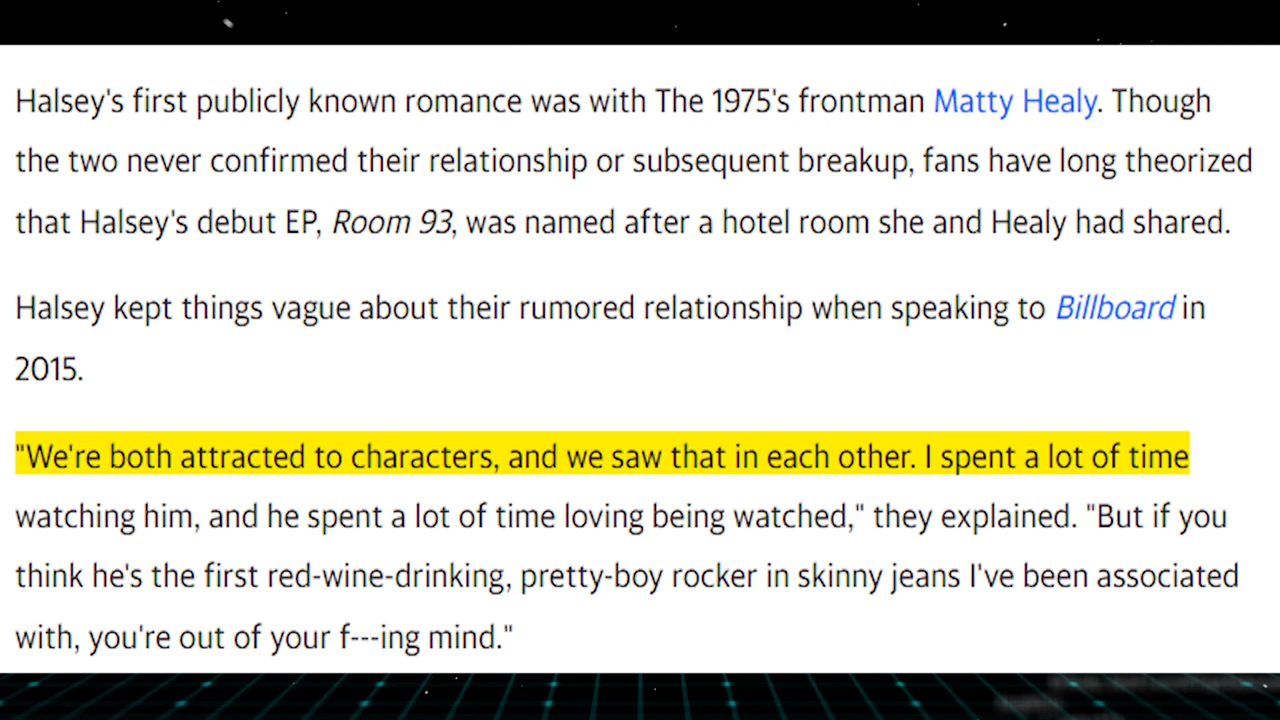 Halsey's first publicly known romance was with The 1975's frontman Matty Healy. Though
the two never confirmed their relationship or subsequent breakup, fans have long theorized
that Halsey's debut EP, Room 93, was named after a hotel room she and Healy had shared.
Halsey kept things vague about their rumored relationship when speaking to Billboard in
2015.
"We're both attracted to characters, and we saw that in each other. I spent a lot of time
watching him, and he spent a lot of time loving being watched," they explained. "But if you
think he's the first red-wine-drinking, pretty-boy rocker in skinny jeans I've been associated
with, you're out of your f---ing mind."